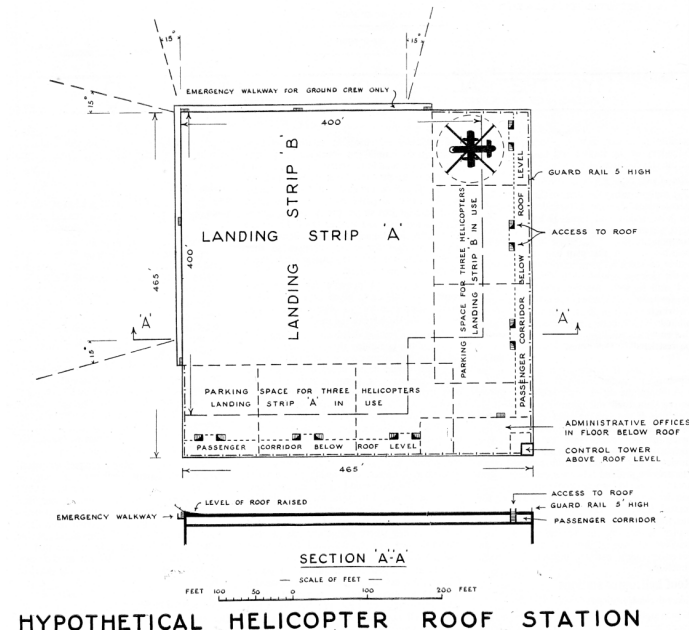 15°
15°
EMERGENCY WALKWAY FOR GROUND CREW ONLY
15°
400'
GUARD RAIL 5' HIGH
ACCESS TO ROOF
LANDING STRIP 'A'
LANDING STRIP 'B'
400'
465'
PARKING SPACE FOR THREE HELICOPTERS
LANDING STRIP 'B' IN USE
PASSENGER CORRIDOR BELOW ROOF LEVEL
'A'
'A'
15°
PARKING SPACE FOR THREE HELICOPTERS
LANDING STRIP 'A' IN USE
PASSENGER CORRIDOR BELOW ROOF LEVEL
ADMINISTRATIVE OFFICES
IN FLOOR BELOW ROOF
CONTROL TOWER
ABOVE ROOF LEVEL
465'
LEVEL OF ROOF RAISED
ACCESS TO ROOF
GUARD RAIL 5' HIGH
EMERGENCY WALKWAY
PASSENGER CORRIDOR
SECTION 'A'-'A'
SCALE OF FEET
FEET 100 50 0 100 200 FEET
HYPOTHETICAL HELICOPTER ROOF STATION